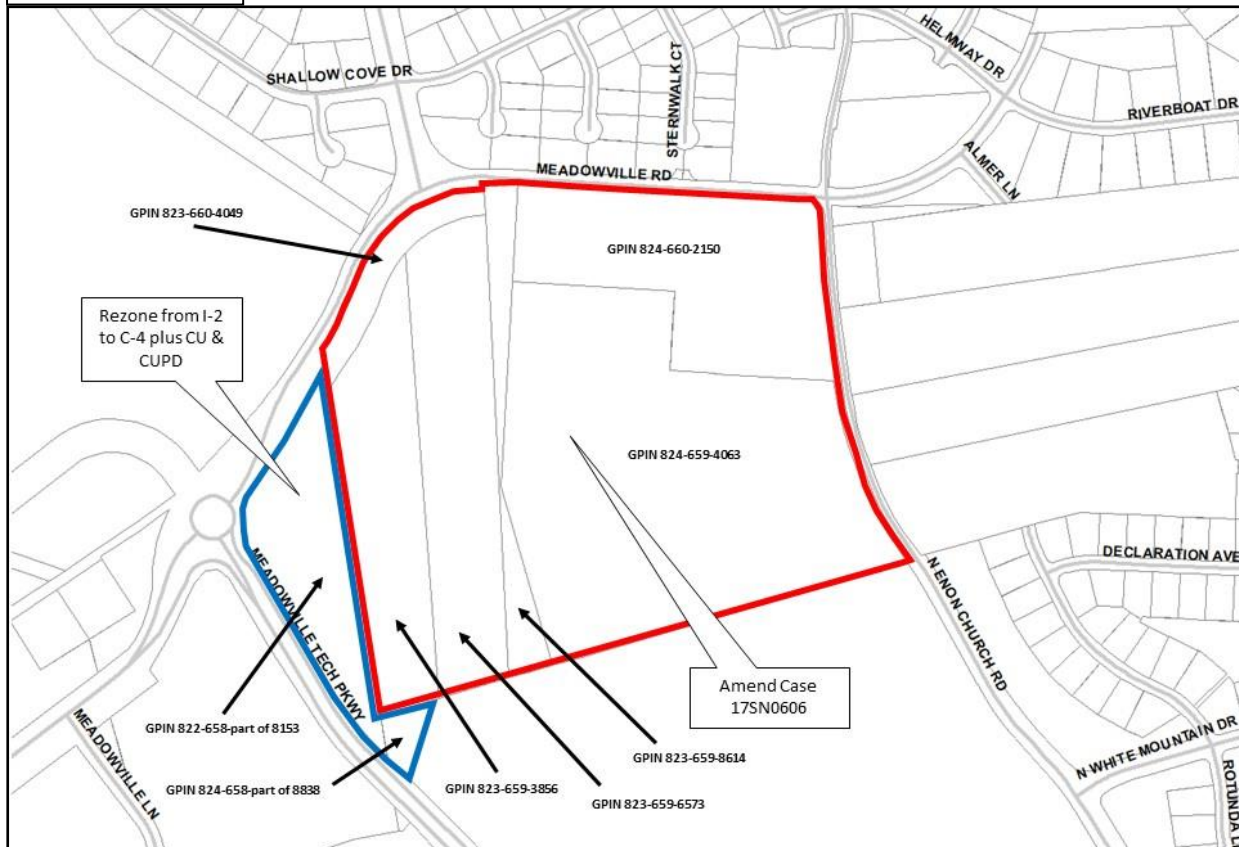 SHALLOW COVE DR
STERNWALK CT
HELMWAY DR
RIVERBOAT DR
ALMER LN
MEADOWVILLE RD
GPIN 823-660-4049
GPIN 824-660-2150
Rezone from I-2
to C-4 plus CU &
CUPD
GPIN 824-659-4063
DECLARATION AVE
N ENON CHURCH RD
MEADOWVILLE TECH PKWY
Amend Case
17SN0606
MEADOWVILLE LN
GPIN 822-658-part of 8153
GPIN 823-659-8614
N WHITE MOUNTAIN DR
GPIN 824-658-part of 8838
GPIN 823-659-3856
GPIN 823-659-6573